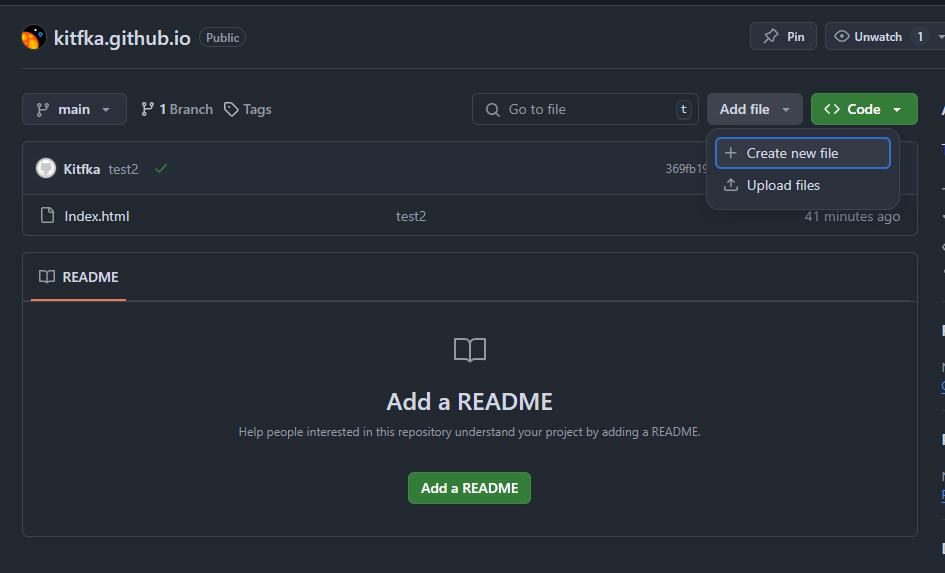 kitfka.github.io Public Pin Unwatch 1
main 1 Branch Tags Go to file t Add file Code
Create new file
Kitfka test2 369fb19
Upload files
Index.html test2 41 minutes ago
README
Add a README
Help people interested in this repository understand your project by adding a README.
Add a README